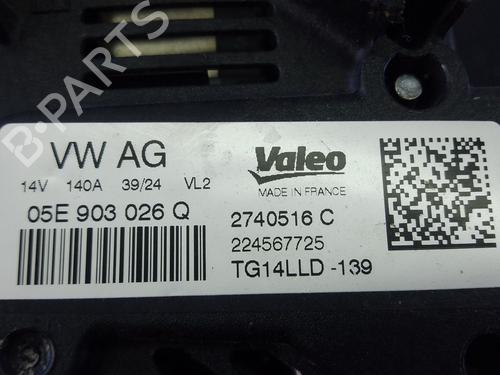 VW AG
Valeo
14V 140A 39/24 VL2
MADE IN FRANCE
05E 903 026 Q
2740516 C
224567725
TG14LLD -139
B-PARTS